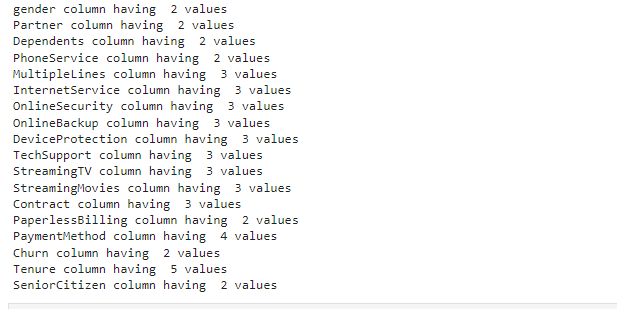 gender column having  2 values
Partner column having  2 values
Dependents column having  2 values
PhoneService column having  2 values
MultipleLines column having  3 values
InternetService column having  3 values
OnlineSecurity column having  3 values
OnlineBackup column having  3 values
DeviceProtection column having  3 values
TechSupport column having  3 values
StreamingTV column having  3 values
StreamingMovies column having  3 values
Contract column having  3 values
PaperlessBilling column having  2 values
PaymentMethod column having  4 values
Churn column having  2 values
Tenure column having  5 values
SeniorCitizen column having  2 values